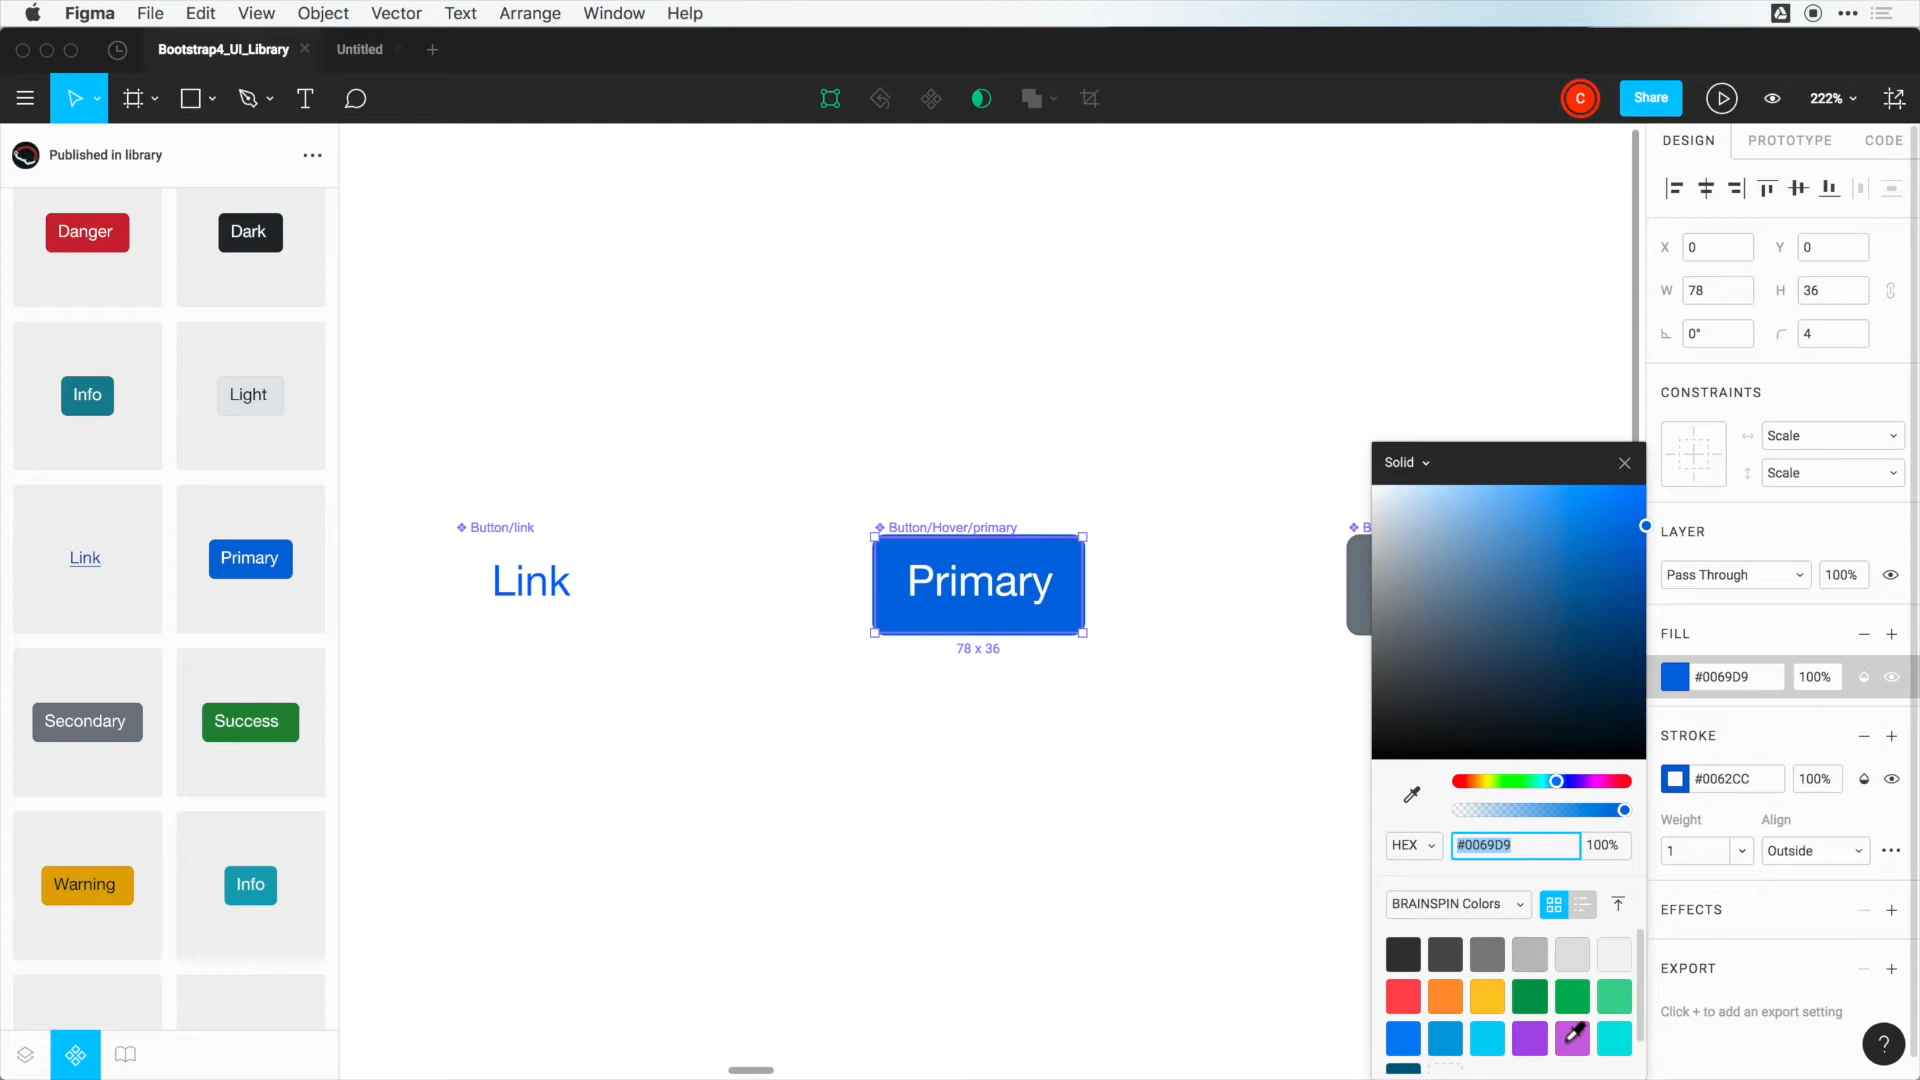 Figma File Edit View Object Vector Text Arrange Window Help
Bootstrap4_UI_Library Untitled
C Share 222%
Published in library
DESIGN PROTOTYPE CODE
Danger Dark
X 0 Y 0
W 78 H 36
0° 4
Info Light
CONSTRAINTS
Scale
Scale
Solid
Button/link Button/Hover/primary B
LAYER
Link Primary
Link Primary
Pass Through 100%
FILL
78 x 36
#0069D9 100%
Secondary Success
STROKE
#0062CC 100%
Weight Align
1 Outside
HEX #0069D9 100%
Warning Info
BRAINSPIN Colors
EFFECTS
EXPORT
Click + to add an export setting
?